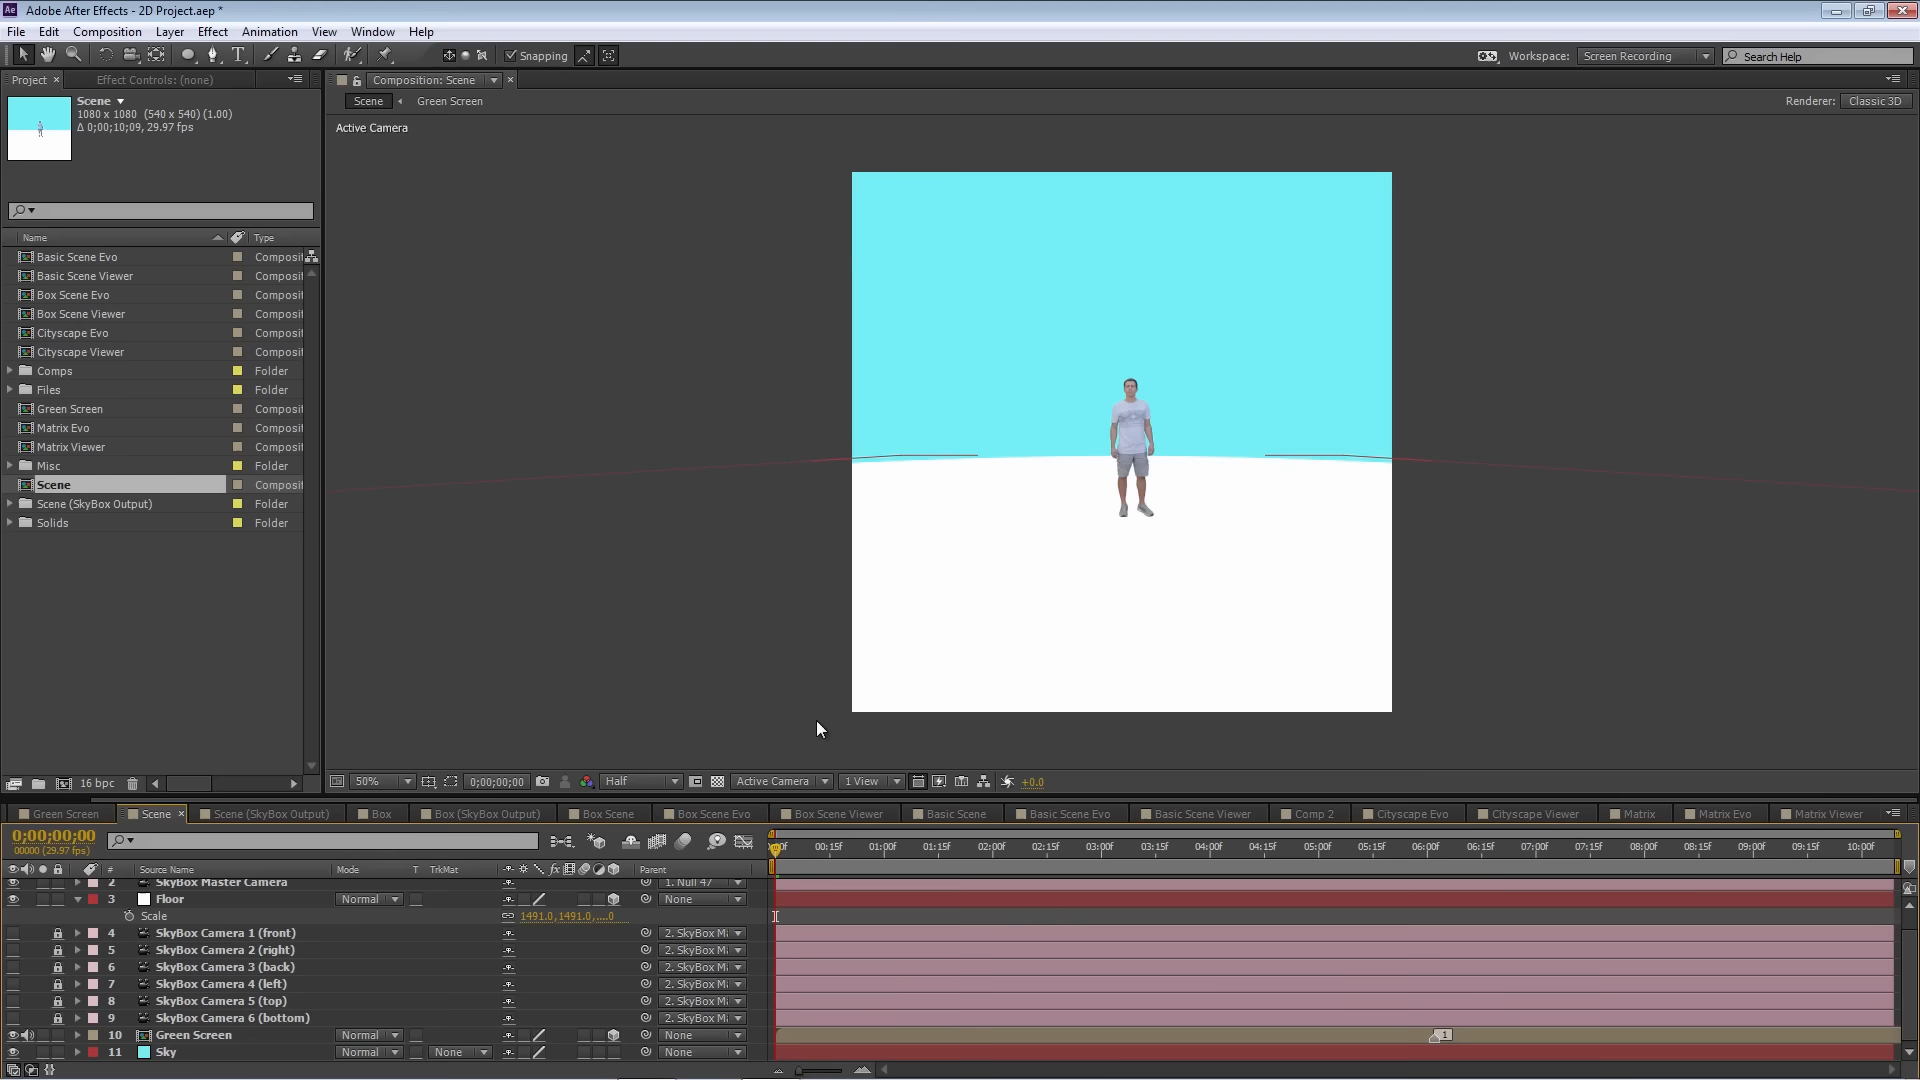 Adobe After Effects - 2D Project.aep *
File Edit Composition Layer Effect Animation View Window Help
Snapping
Workspace: Screen Recording
Search Help
Project × Effect Controls: (none)
Composition: Scene ×
Scene
1080 x 1080 (540 x 540) (1.00)
Δ 0;00;10;09, 29.97 fps
Scene Green Screen
Renderer: Classic 3D
Active Camera
Name Type
Basic Scene Evo Composit
Basic Scene Viewer Composit
Box Scene Evo Composit
Box Scene Viewer Composit
Cityscape Evo Composit
Cityscape Viewer Composit
Comps Folder
Files Folder
Green Screen Composit
Matrix Evo Composit
Matrix Viewer Composit
Misc Folder
Scene Composit
Scene (SkyBox Output) Folder
Solids Folder
16 bpc
50% 0;00;00;00 Half Active Camera 1 View +0.0
Green Screen Scene × Scene (SkyBox Output) Box Box (SkyBox Output) Box Scene Box Scene Evo Box Scene Viewer Basic Scene Basic Scene Evo Basic Scene Viewer Comp 2 Cityscape Evo Cityscape Viewer Matrix Matrix Evo Matrix Viewer
0;00;00;00
00000 (29.97 fps)
00:15f 01:00f 01:15f 02:00f 02:15f 03:00f 03:15f 04:00f 04:15f 05:00f 05:15f 06:00f 06:15f 07:00f 07:15f 08:00f 08:15f 09:00f 09:15f 10:00f
# Source Name Mode T TrkMat fx Parent
2 SkyBox Master Camera 1. Null 47
3 Floor Normal None
Scale 1491.0, 1491.0, ....0
4 SkyBox Camera 1 (front) 2. SkyBox Ma
5 SkyBox Camera 2 (right) 2. SkyBox Ma
6 SkyBox Camera 3 (back) 2. SkyBox Ma
7 SkyBox Camera 4 (left) 2. SkyBox Ma
8 SkyBox Camera 5 (top) 2. SkyBox Ma
9 SkyBox Camera 6 (bottom) 2. SkyBox Ma
10 Green Screen Normal None 1
11 Sky Normal None None